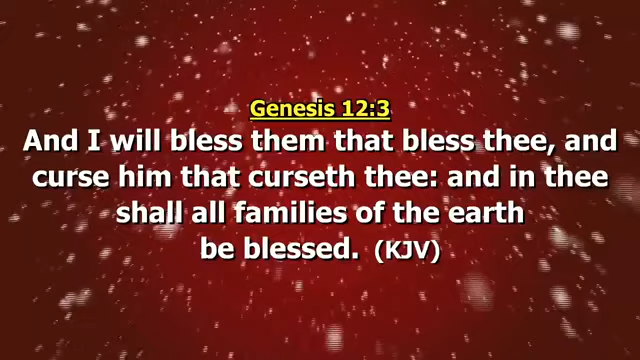 Genesis 12:3
And I will bless them that bless thee, and
curse him that curseth thee: and in thee
shall all families of the earth
be blessed. (KJV)